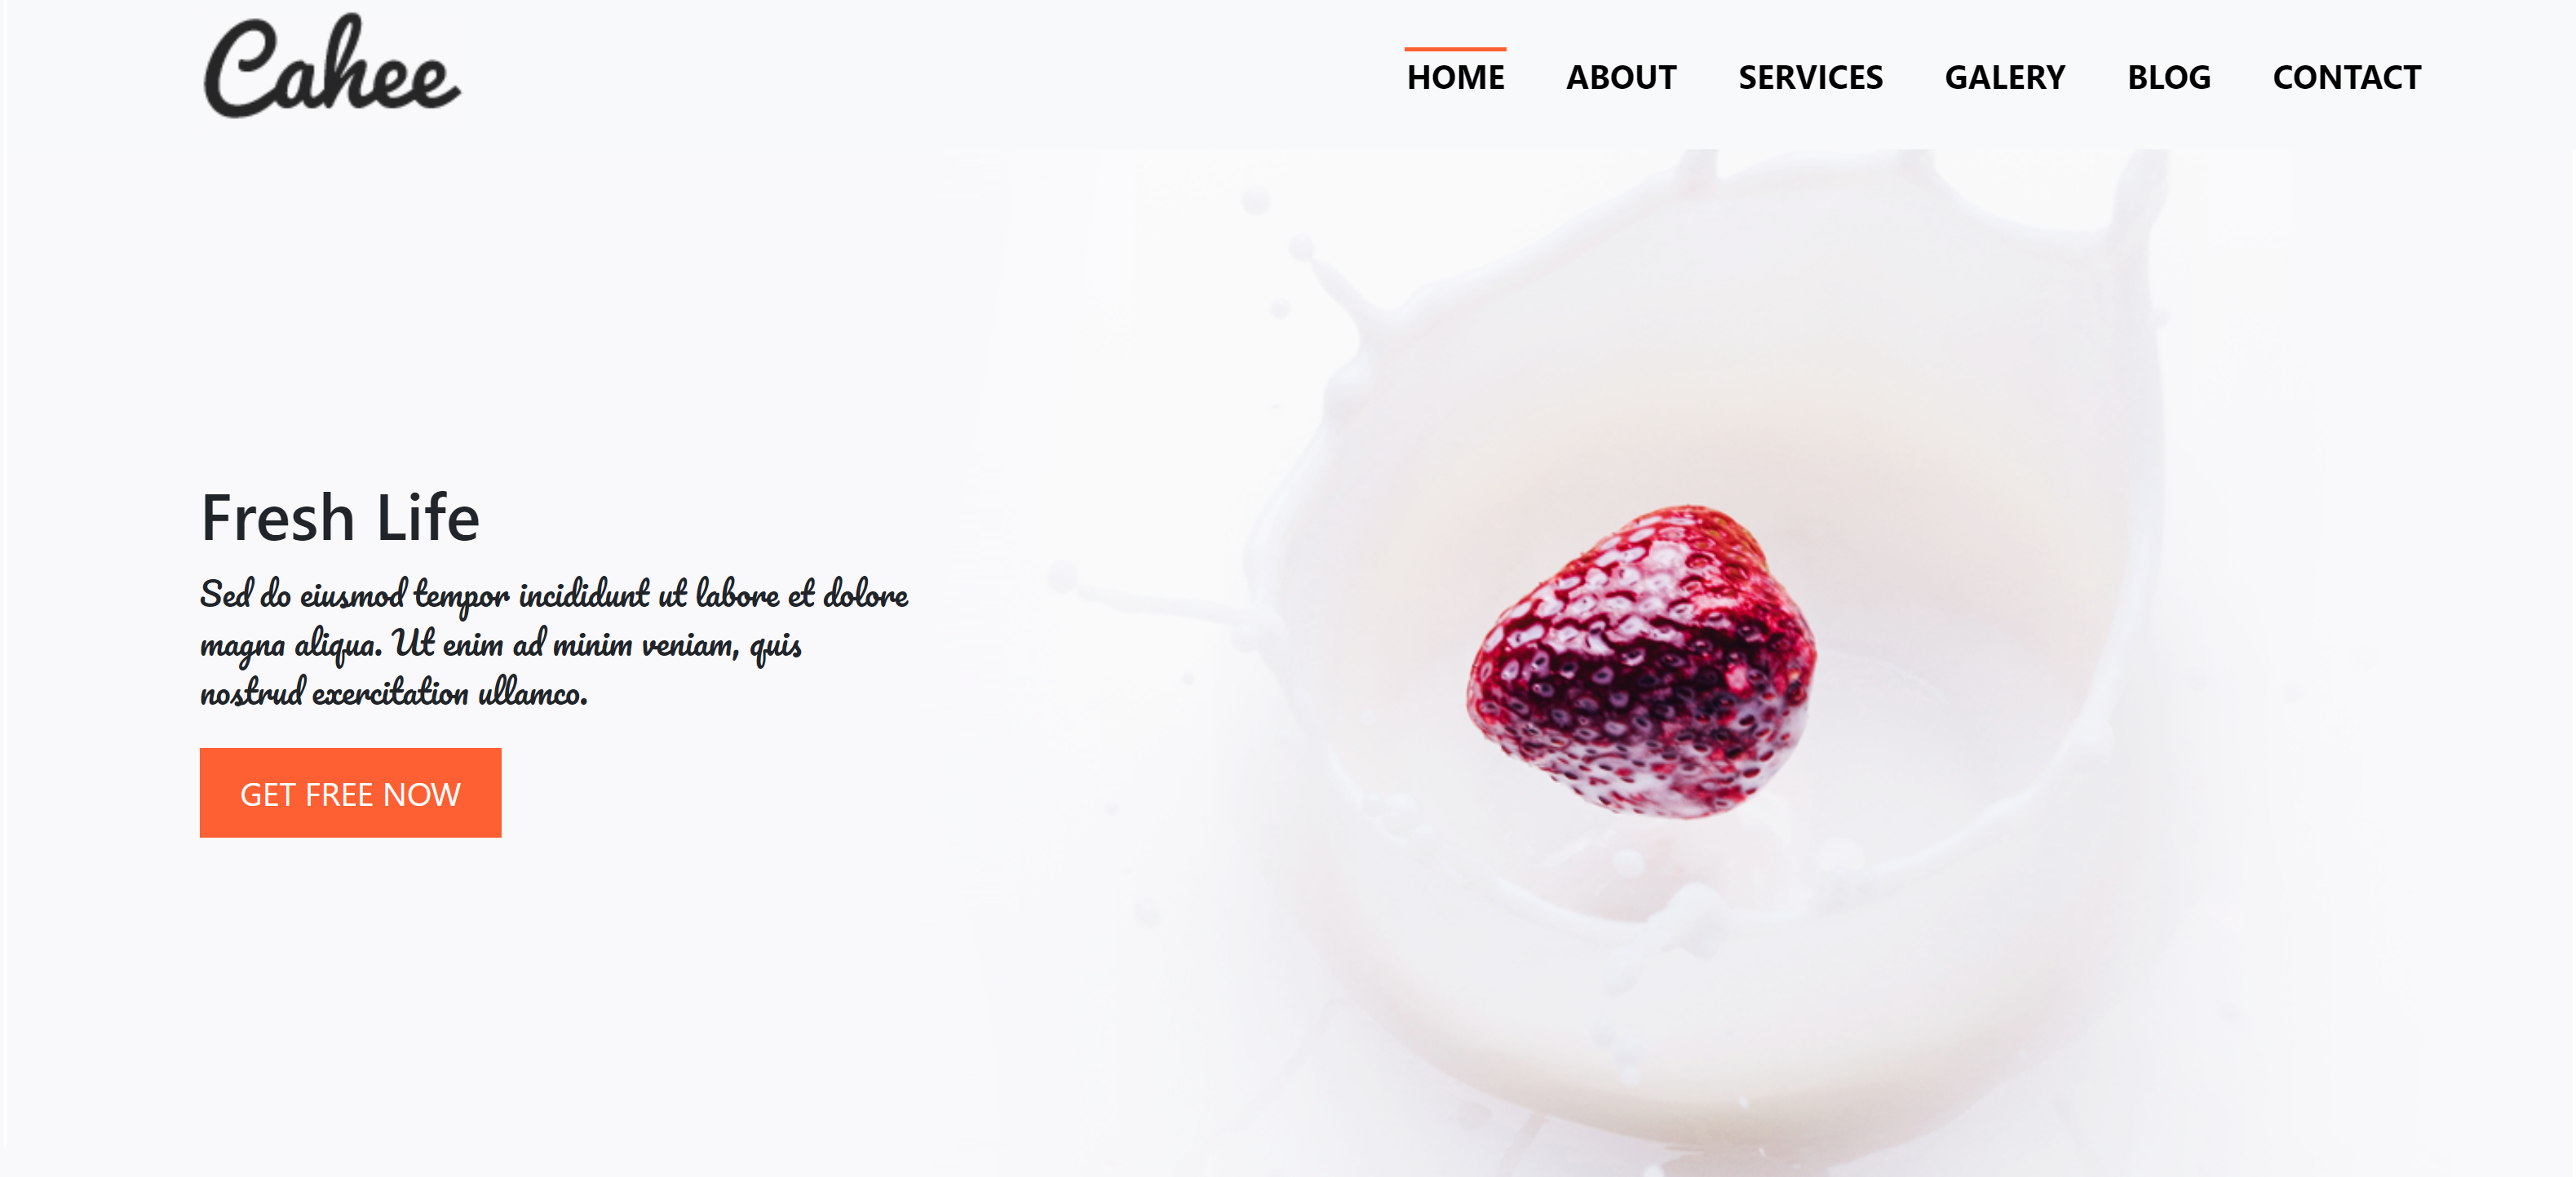 Cahee
HOME ABOUT SERVICES GALERY BLOG CONTACT
Fresh Life
Sed do eiusmod tempor incididunt ut labore et dolore
magna aliqua. Ut enim ad minim veniam, quis
nostrud exercitation ullamco.
GET FREE NOW